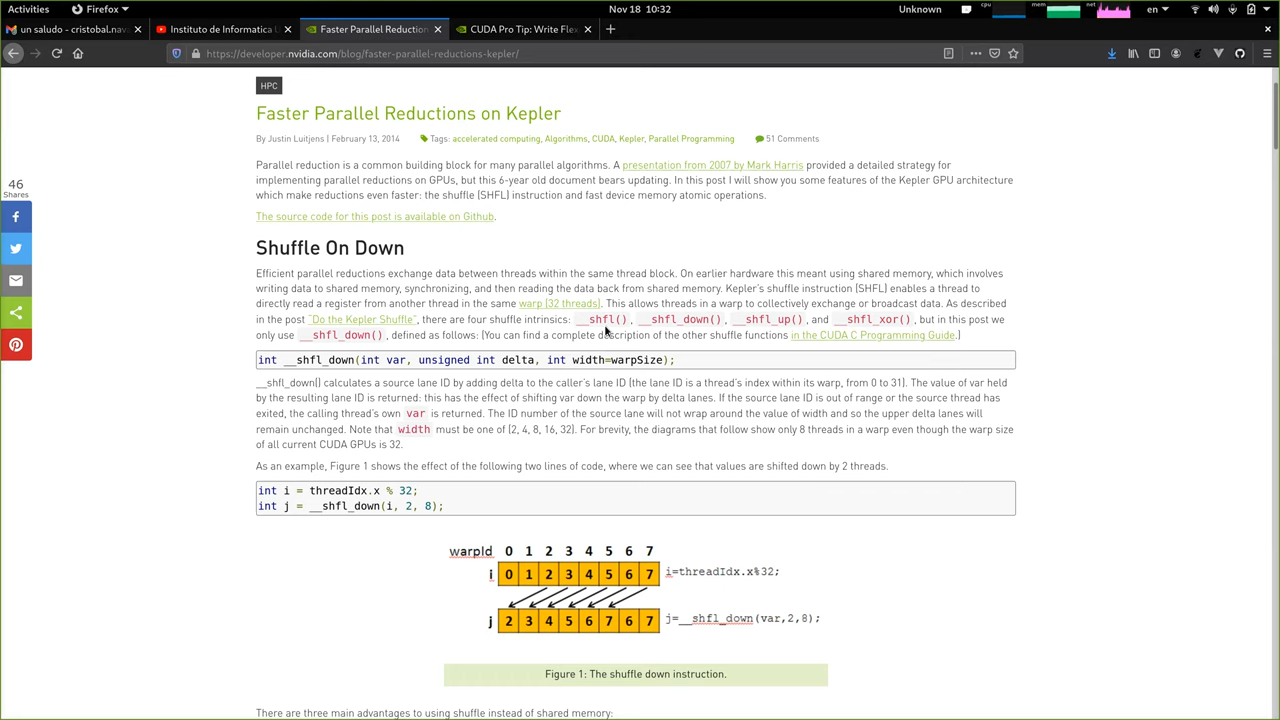 Activities
Firefox
Nov 18 10:32
Unknown
cpu
mem
net
en
un saludo - cristobal.nav
Instituto de Informatica U
Faster Parallel Reduction
CUDA Pro Tip: Write Flex
https://developer.nvidia.com/blog/faster-parallel-reductions-kepler/
HPC
Faster Parallel Reductions on Kepler
By Justin Luitjens | February 13, 2014
Tags: accelerated computing, Algorithms, CUDA, Kepler, Parallel Programming
51 Comments
Parallel reduction is a common building block for many parallel algorithms. A presentation from 2007 by Mark Harris provided a detailed strategy for
implementing parallel reductions on GPUs, but this 6-year old document bears updating. In this post I will show you some features of the Kepler GPU architecture
which make reductions even faster: the shuffle (SHFL) instruction and fast device memory atomic operations.
46
Shares
The source code for this post is available on Github.
Shuffle On Down
Efficient parallel reductions exchange data between threads within the same thread block. On earlier hardware this meant using shared memory, which involves
writing data to shared memory, synchronizing, and then reading the data back from shared memory. Kepler's shuffle instruction (SHFL) enables a thread to
directly read a register from another thread in the same warp (32 threads). This allows threads in a warp to collectively exchange or broadcast data. As described
in the post "Do the Kepler Shuffle", there are four shuffle intrinsics: __shfl(), __shfl_down(), __shfl_up(), and __shfl_xor(), but in this post we
only use __shfl_down(), defined as follows: (You can find a complete description of the other shuffle functions in the CUDA C Programming Guide.)
int __shfl_down(int var, unsigned int delta, int width=warpSize);
__shfl_down() calculates a source lane ID by adding delta to the caller's lane ID (the lane ID is a thread's index within its warp, from 0 to 31). The value of var held
by the resulting lane ID is returned: this has the effect of shifting var down the warp by delta lanes. If the source lane ID is out of range or the source thread has
exited, the calling thread's own var is returned. The ID number of the source lane will not wrap around the value of width and so the upper delta lanes will
remain unchanged. Note that width must be one of (2, 4, 8, 16, 32). For brevity, the diagrams that follow show only 8 threads in a warp even though the warp size
of all current CUDA GPUs is 32.
As an example, Figure 1 shows the effect of the following two lines of code, where we can see that values are shifted down by 2 threads.
int i = threadIdx.x % 32;
int j = __shfl_down(i, 2, 8);
warpId 0 1 2 3 4 5 6 7
i 0 1 2 3 4 5 6 7 i=threadIdx.x%32;
j 2 3 4 5 6 7 6 7 j=__shfl_down(var,2,8);
Figure 1: The shuffle down instruction.
There are three main advantages to using shuffle instead of shared memory: